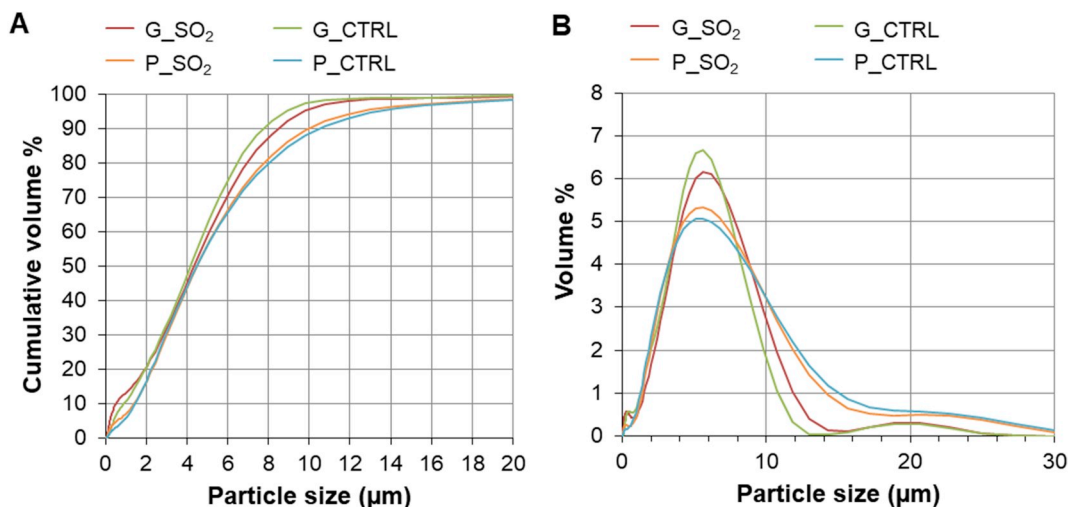 A
G_SO₂ G_CTRL
P_SO₂ P_CTRL
Cumulative volume %
100
90
80
70
60
50
40
30
20
10
0
0 2 4 6 8 10 12 14 16 18 20
Particle size (µm)
B
G_SO₂ G_CTRL
P_SO₂ P_CTRL
Volume %
8
7
6
5
4
3
2
1
0
0 10 20 30
Particle size (µm)